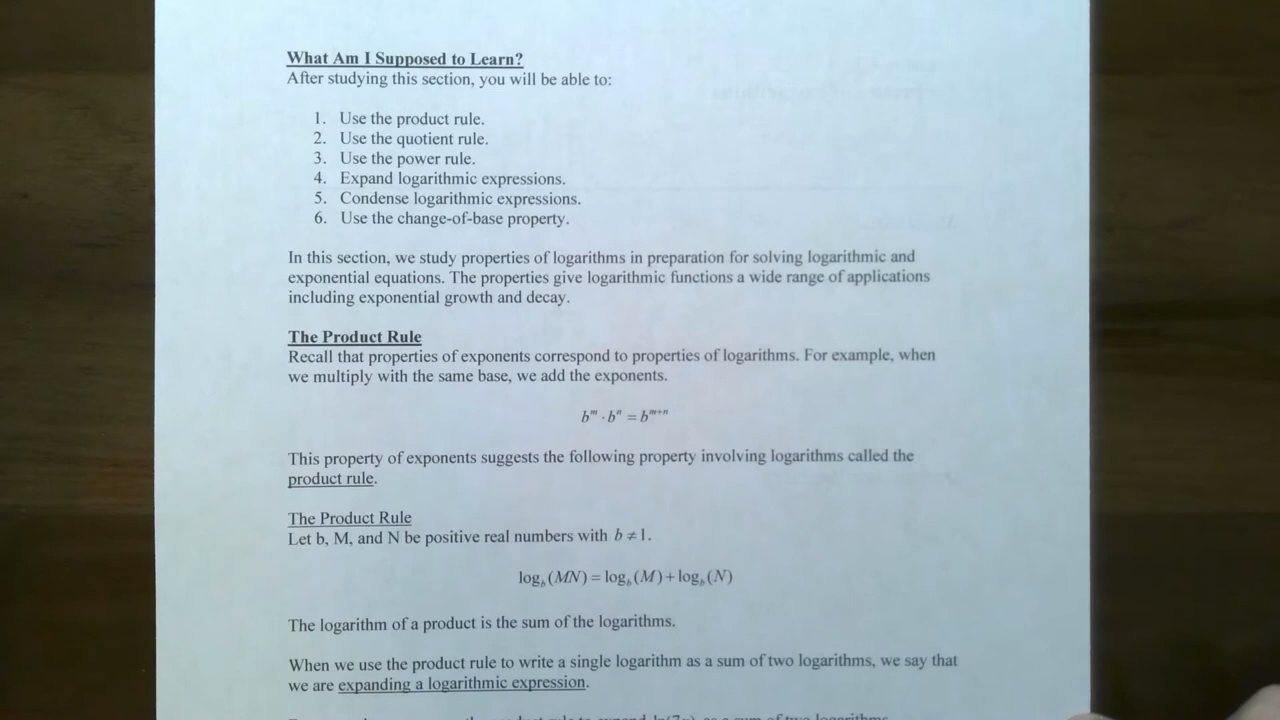 What Am I Supposed to Learn?
After studying this section, you will be able to:
1. Use the product rule.
2. Use the quotient rule.
3. Use the power rule.
4. Expand logarithmic expressions.
5. Condense logarithmic expressions.
6. Use the change-of-base property.
In this section, we study properties of logarithms in preparation for solving logarithmic and
exponential equations. The properties give logarithmic functions a wide range of applications
including exponential growth and decay.
The Product Rule
Recall that properties of exponents correspond to properties of logarithms. For example, when
we multiply with the same base, we add the exponents.
bᵐ · bⁿ = bᵐ⁺ⁿ
This property of exponents suggests the following property involving logarithms called the
product rule.
The Product Rule
Let b, M, and N be positive real numbers with b ≠ 1.
log_b (MN) = log_b (M) + log_b (N)
The logarithm of a product is the sum of the logarithms.
When we use the product rule to write a single logarithm as a sum of two logarithms, we say that
we are expanding a logarithmic expression.